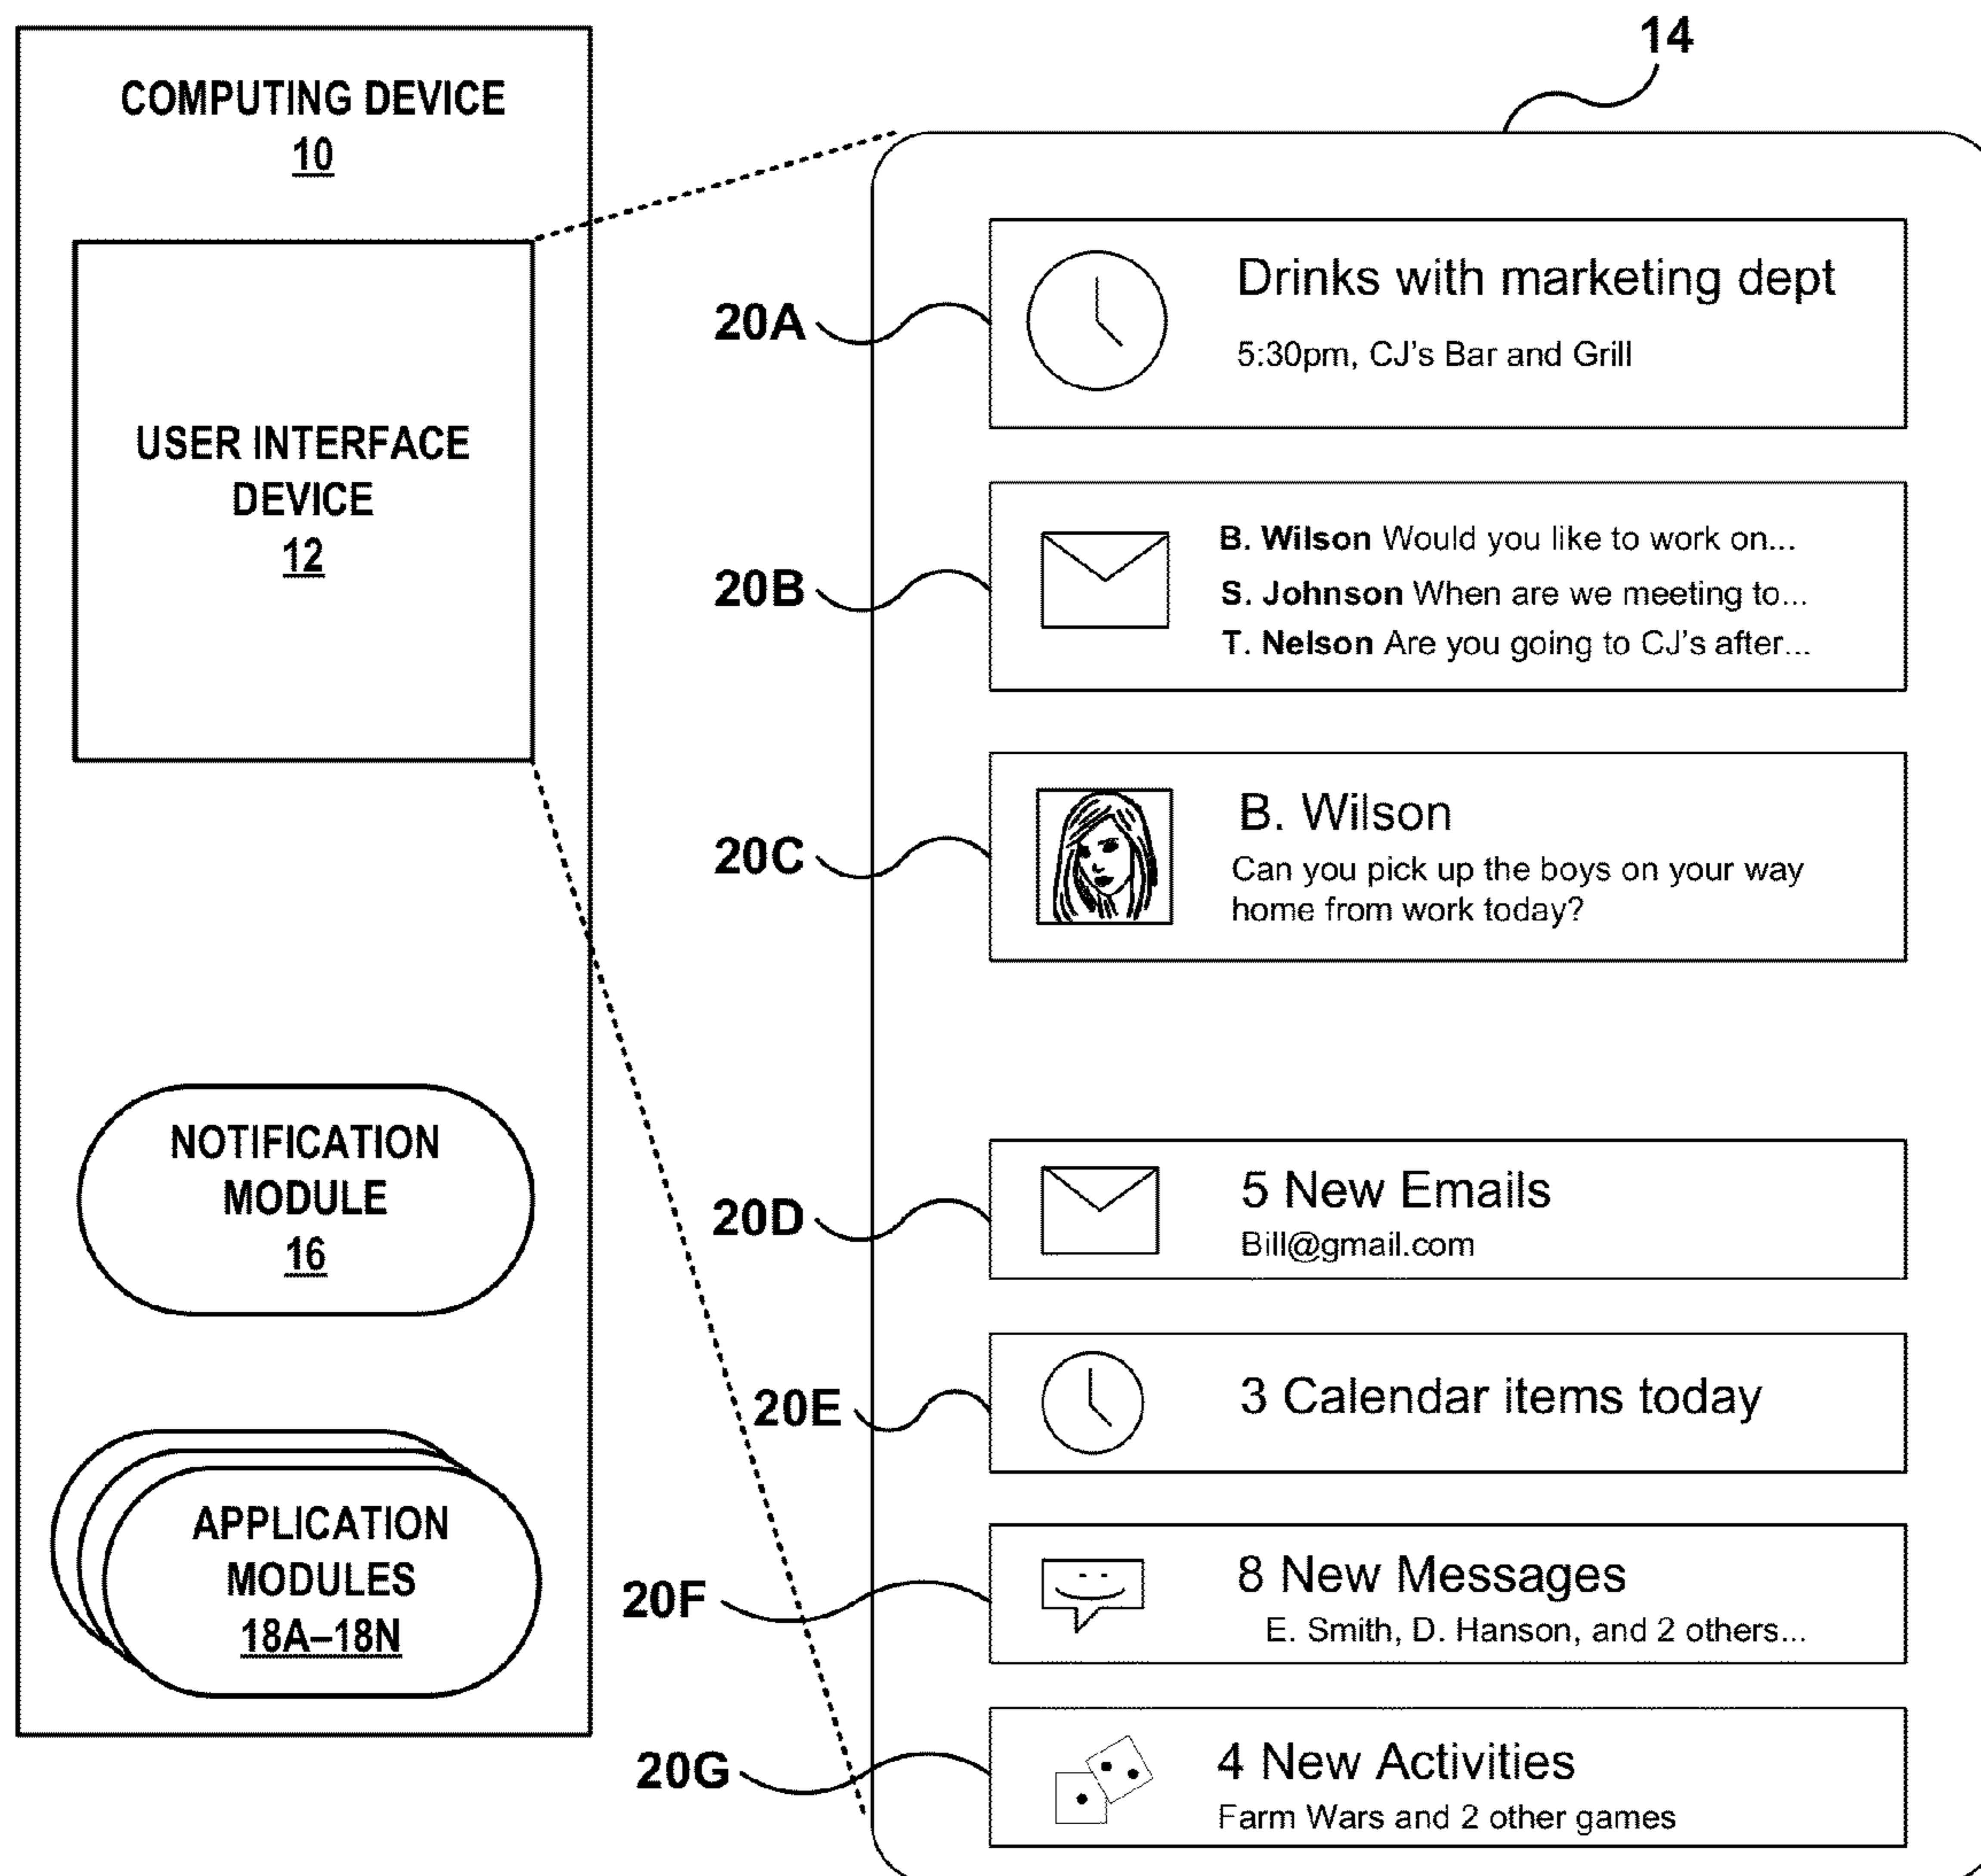 COMPUTING DEVICE
10
USER INTERFACE
DEVICE
12
NOTIFICATION
MODULE
16
APPLICATION
MODULES
18A–18N
14
20A
Drinks with marketing dept
5:30pm, CJ's Bar and Grill
20B
B. Wilson Would you like to work on...
S. Johnson When are we meeting to...
T. Nelson Are you going to CJ's after...
20C
B. Wilson
Can you pick up the boys on your way
home from work today?
20D
5 New Emails
Bill@gmail.com
20E
3 Calendar items today
20F
8 New Messages
E. Smith, D. Hanson, and 2 others...
20G
4 New Activities
Farm Wars and 2 other games